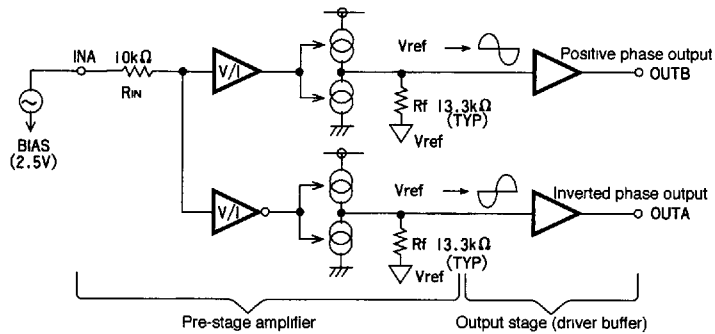 INA
10kΩ
RIN
BIAS
(2.5V)
V/I
Vref
Rf 13.3kΩ
(TYP)
Vref
Positive phase output
OUTB
V/I
Vref
Rf 13.3kΩ
(TYP)
Vref
Inverted phase output
OUTA
Pre-stage amplifier
Output stage (driver buffer)